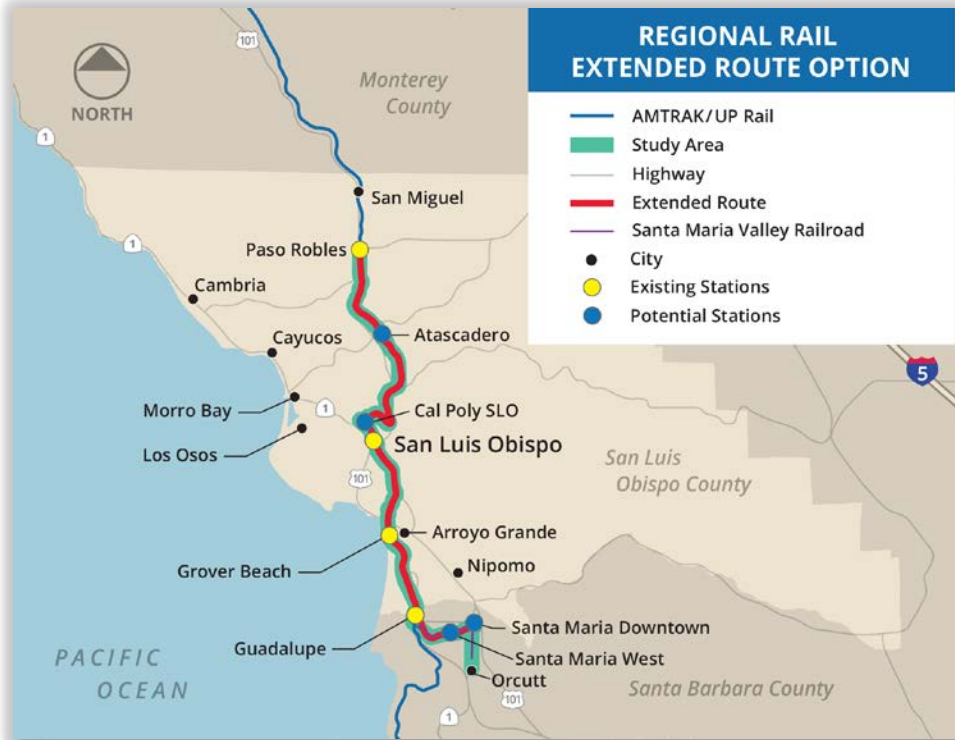 REGIONAL RAIL
EXTENDED ROUTE OPTION
AMTRAK/UP Rail
Study Area
Highway
Extended Route
Santa Maria Valley Railroad
City
Existing Stations
Potential Stations
101
Monterey
County
NORTH
1
San Miguel
1
Paso Robles
Cambria
Cayucos
Atascadero
5
Morro Bay
1
Cal Poly SLO
Los Osos
San Luis Obispo
San Luis
Obispo County
101
Arroyo Grande
Grover Beach
Nipomo
Guadalupe
Santa Maria Downtown
Santa Maria West
Orcutt
PACIFIC
OCEAN
Santa Barbara County
101
1